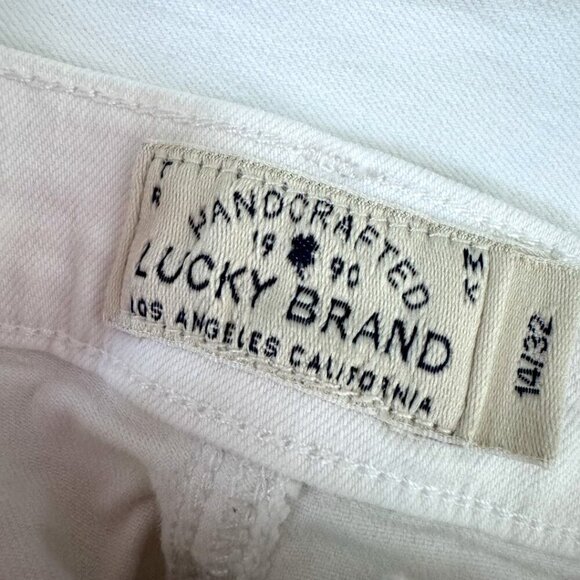 T
R
HANDCRAFTED
19 90
LUCKY BRAND
LOS ANGELES CALIFORNIA
M
K
14/32